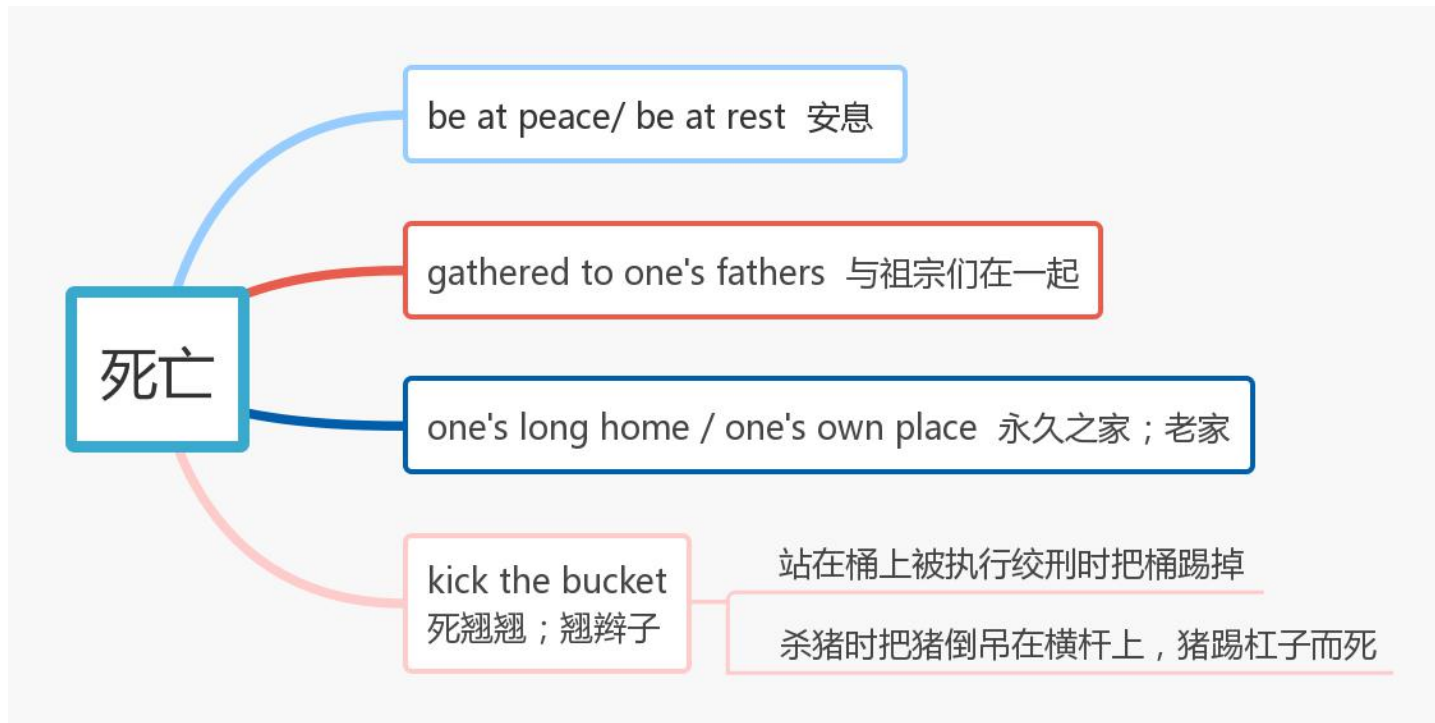 be at peace/ be at rest 安息
gathered to one's fathers 与祖宗们在一起
死亡
one's long home / one's own place 永久之家；老家
kick the bucket
死翘翘；翘辫子
站在桶上被执行绞刑时把桶踢掉
杀猪时把猪倒吊在横杆上，猪踢杠子而死